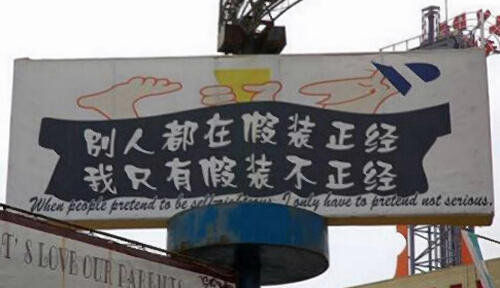 別人都在假装正经
我只有假装不正经
When people pretend to be self-righteous. I only have to pretend not serious.
T'S LOVE OUR PARENTS